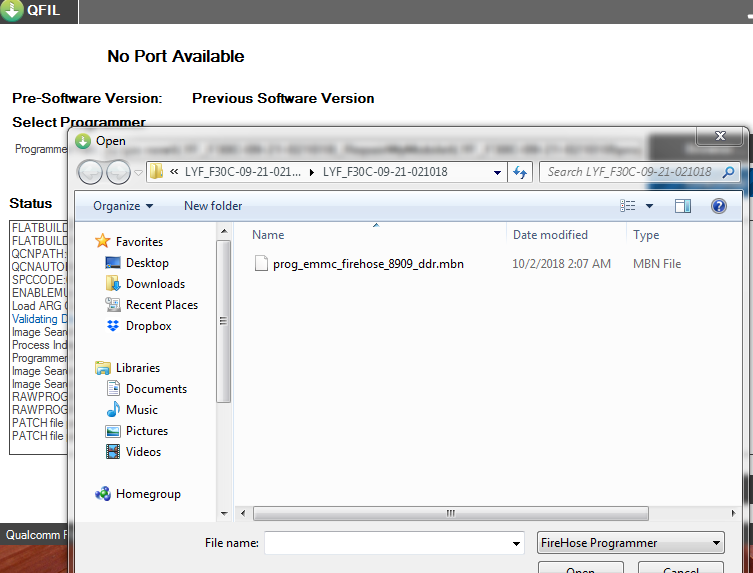 QFIL
No Port Available
Pre-Software Version: Previous Software Version
Select Programmer
Programme
Open
« LYF_F30C-09-21-021... LYF_F30C-09-21-021018
Search LYF_F30C-09-21-021018
Organize New folder
Status
FLATBUILD
FLATBUILD
QCNPATH:
QCNAUTO
SPCCODE:
ENABLEMU
Load ARG
Validating D
Image Sear
Process Ind
Programmer
Image Sear
Image Sear
RAWPROG
RAWPROG
PATCH file
PATCH file
Favorites
Desktop
Downloads
Recent Places
Dropbox
Libraries
Documents
Music
Pictures
Videos
Homegroup
Name Date modified Type
prog_emmc_firehose_8909_ddr.mbn 10/2/2018 2:07 AM MBN File
File name: FireHose Programmer
Open Cancel
Qualcomm